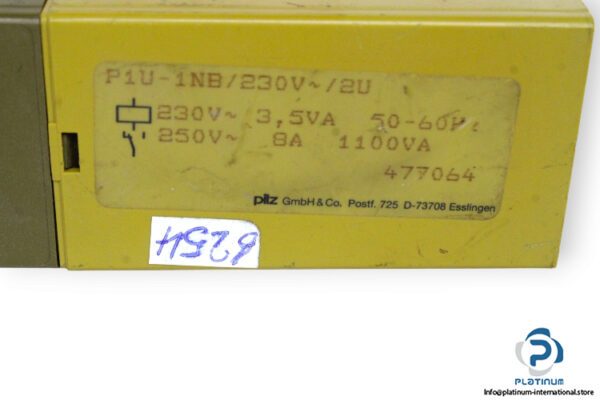 P1U-1NB/230V~/2U
230V~ 3,5VA 50-60Hz
250V~ 8A 1100VA
477064
pilz GmbH & Co. Postf. 725 D-73708 Esslingen
PLATINUM
Info@platinum-international.store